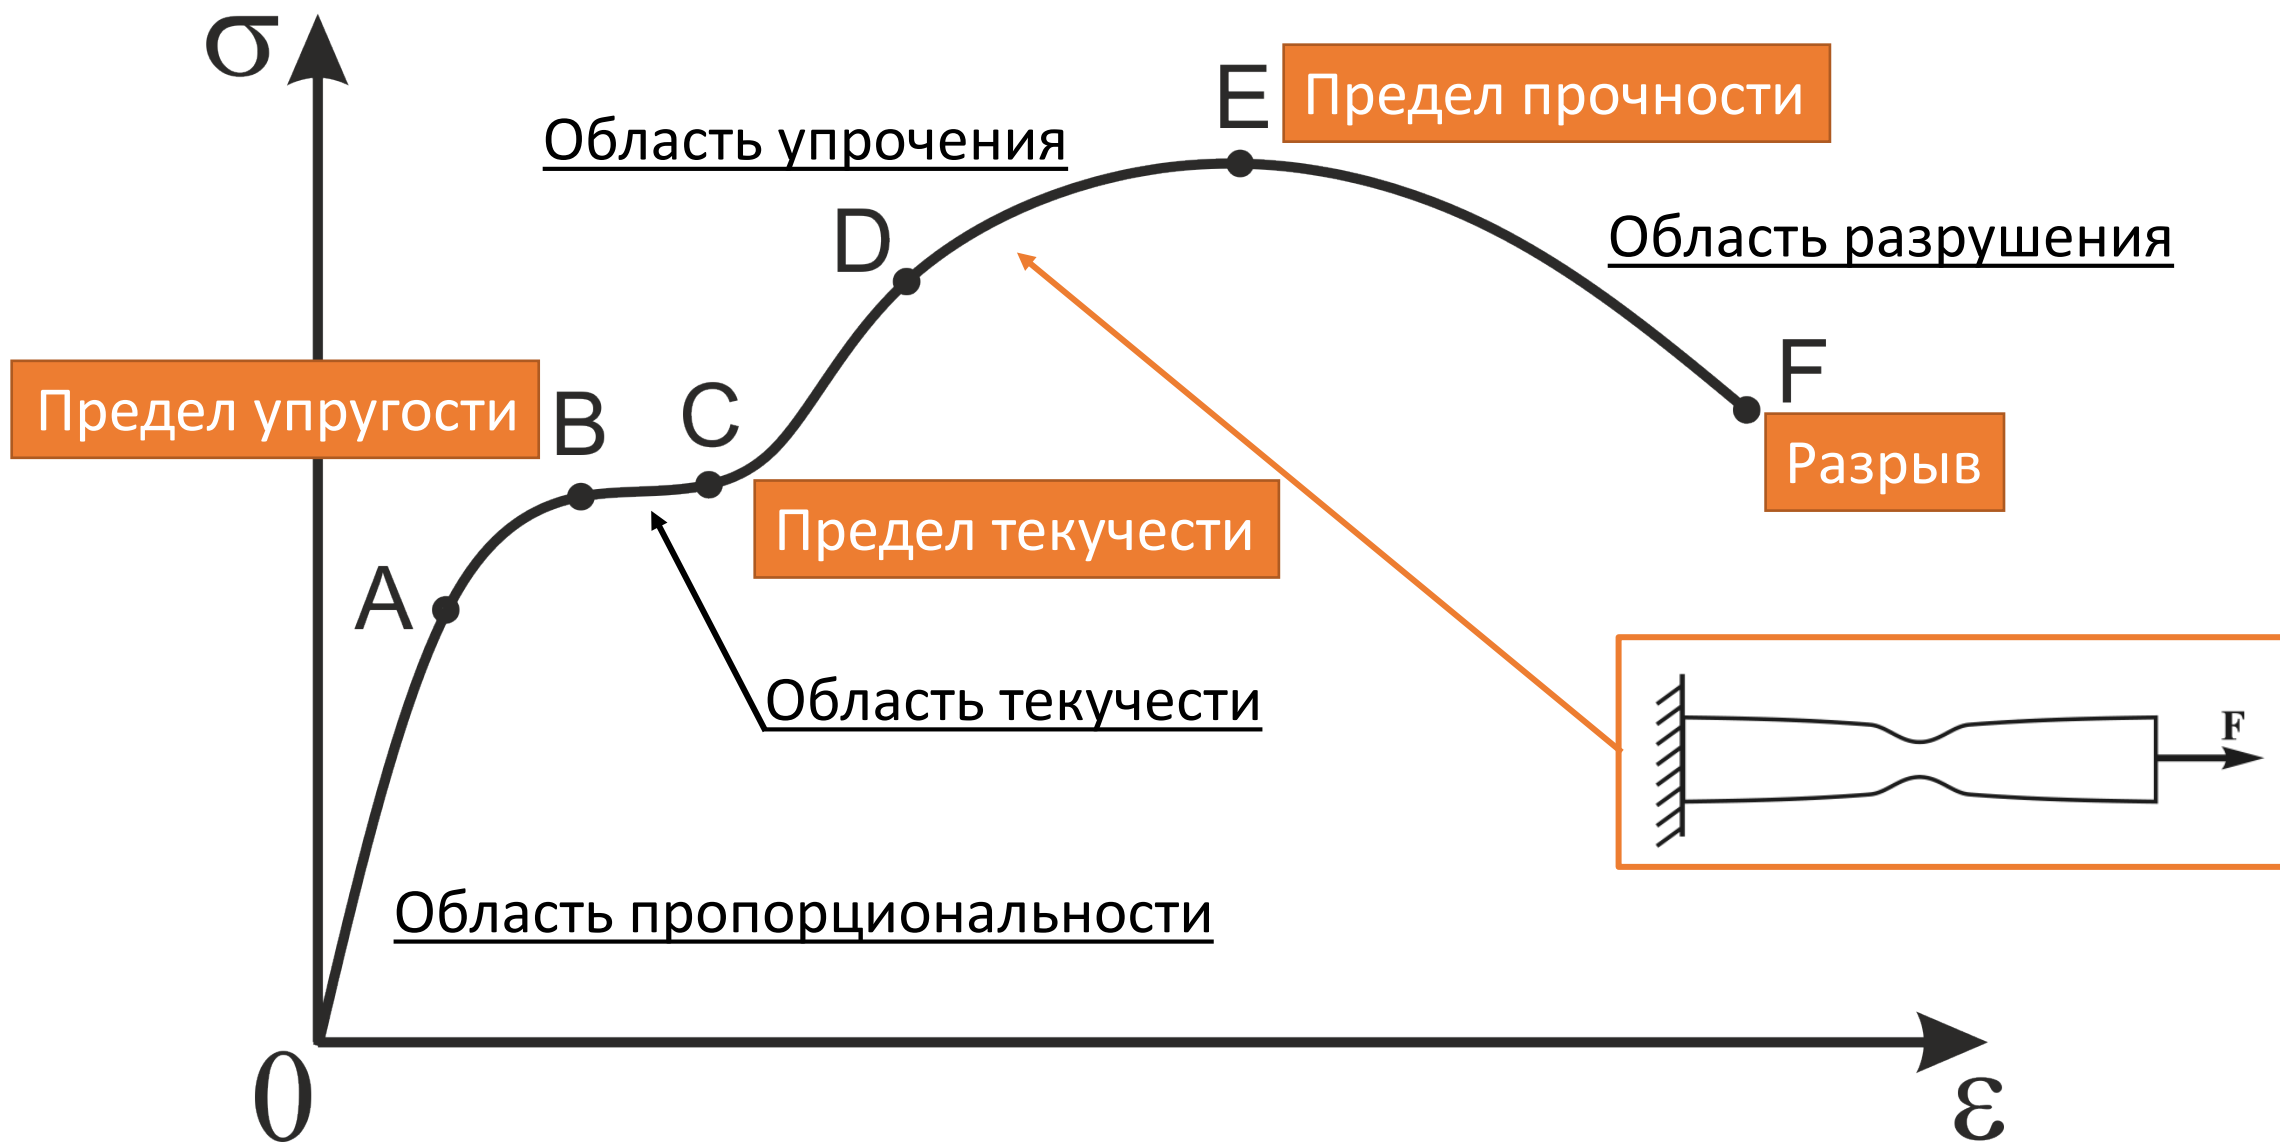 σ
E
Предел прочности
Область упрочения
D
Область разрушения
F
Предел упругости
B
C
Разрыв
Предел текучести
A
Область текучести
F
Область пропорциональности
0
ε